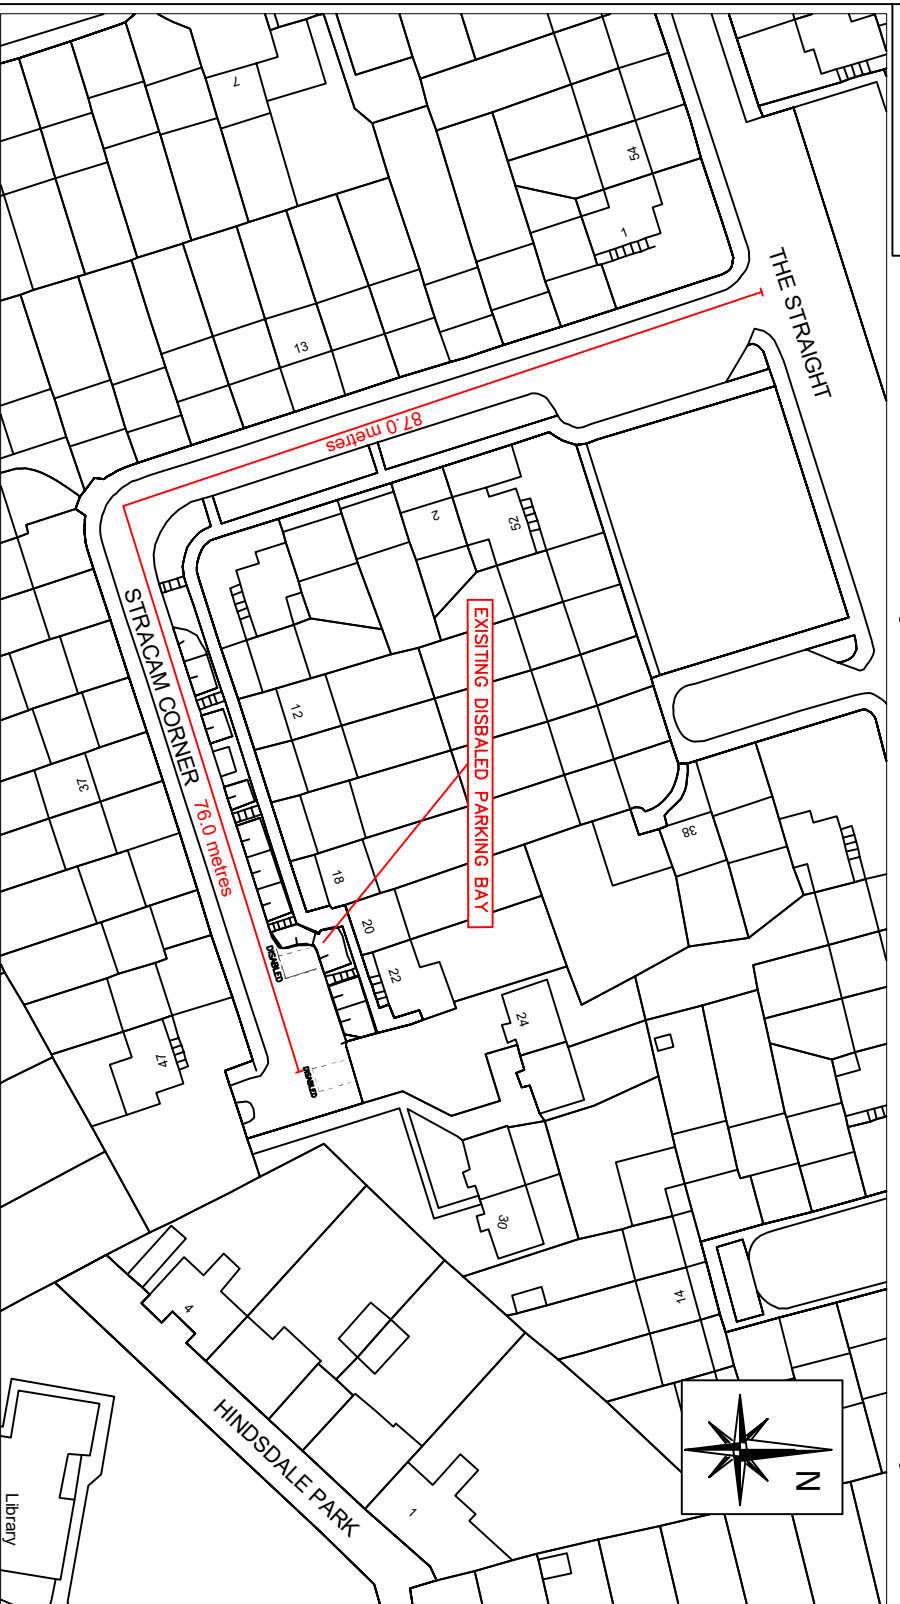 THE STRAIGHT
7
54
1
13
87.0 metres
2
52
EXISITING DISBALED PARKING BAY
STRACAM CORNER
76.0 metres
12
37
38
18
20
22
DISABLED
24
47
DISABLED
30
14
4
HINDSDALE PARK
1
N
Library